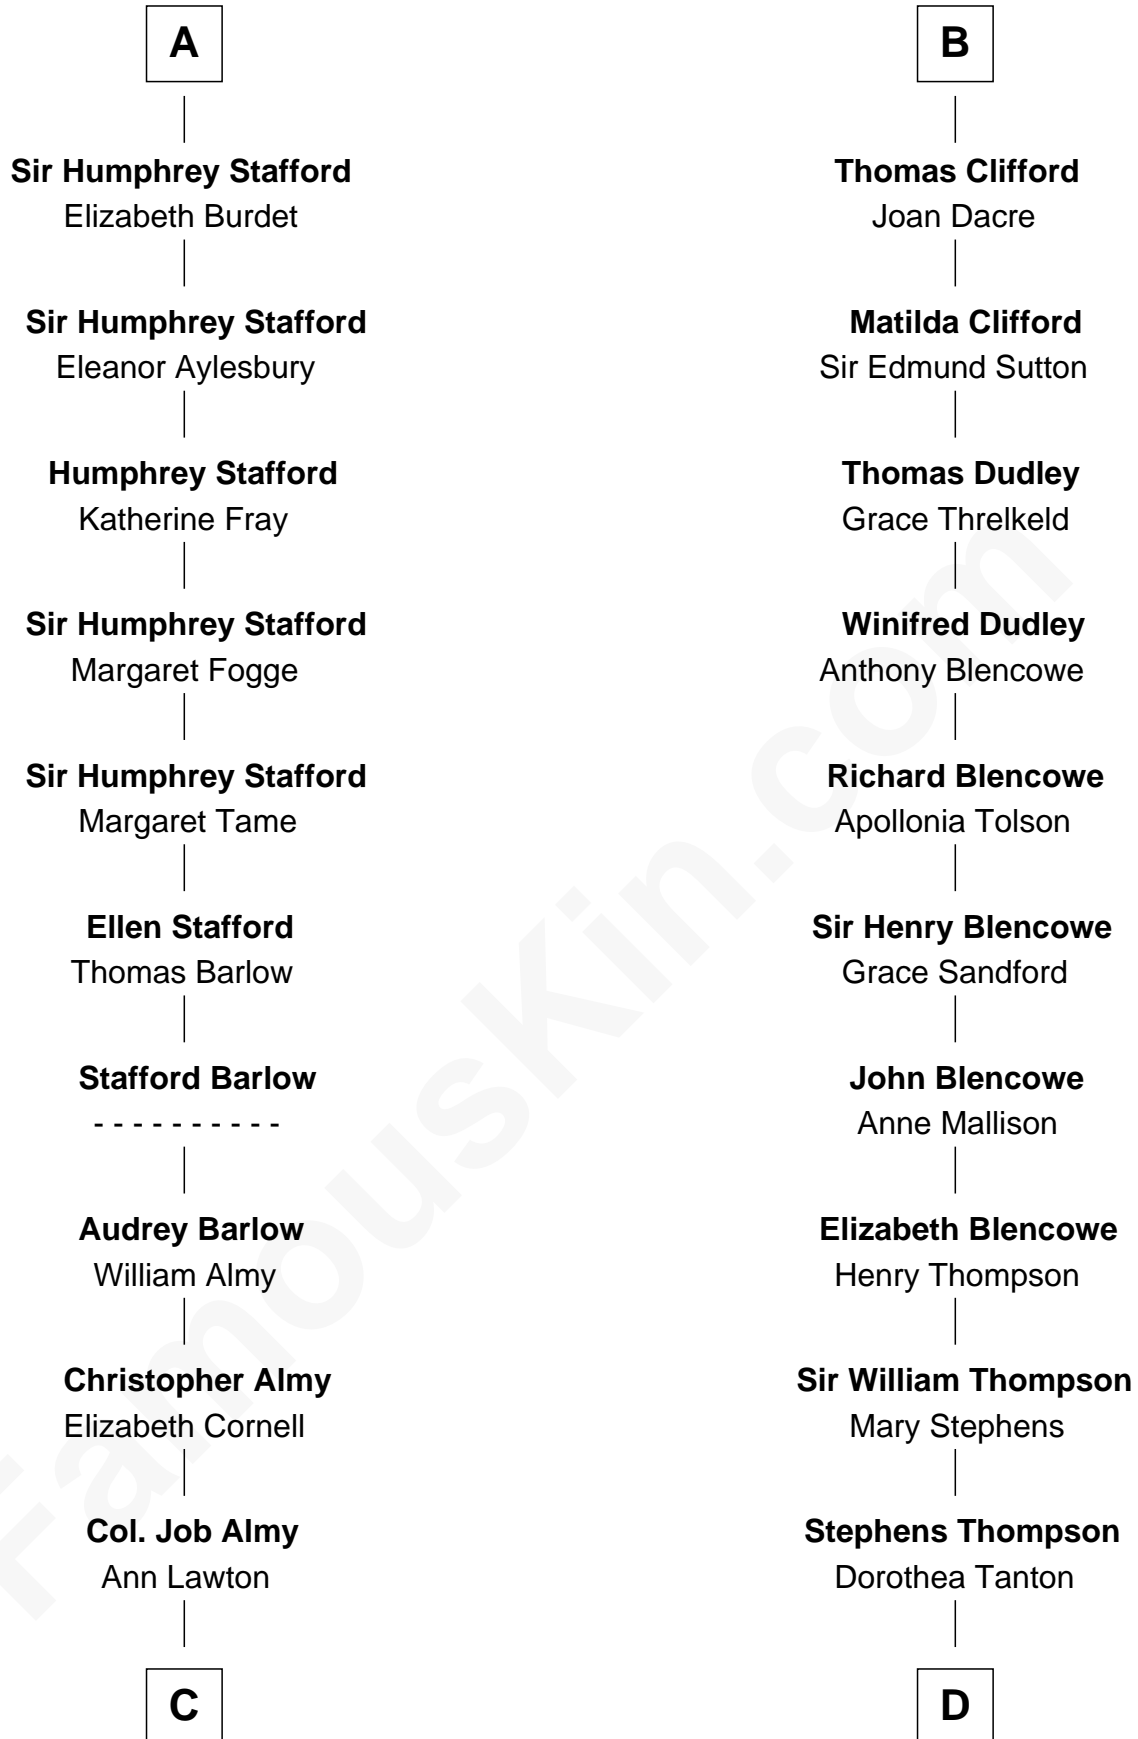 A
Sir Humphrey Stafford
Elizabeth Burdet
Sir Humphrey Stafford
Eleanor Aylesbury
Humphrey Stafford
Katherine Fray
Sir Humphrey Stafford
Margaret Fogge
Sir Humphrey Stafford
Margaret Tame
Ellen Stafford
Thomas Barlow
Stafford Barlow
- - - - - - - - - -
Audrey Barlow
William Almy
Christopher Almy
Elizabeth Cornell
Col. Job Almy
Ann Lawton
C
B
Thomas Clifford
Joan Dacre
Matilda Clifford
Sir Edmund Sutton
Thomas Dudley
Grace Threlkeld
Winifred Dudley
Anthony Blencowe
Richard Blencowe
Apollonia Tolson
Sir Henry Blencowe
Grace Sandford
John Blencowe
Anne Mallison
Elizabeth Blencowe
Henry Thompson
Sir William Thompson
Mary Stephens
Stephens Thompson
Dorothea Tanton
D
FamousKin.com